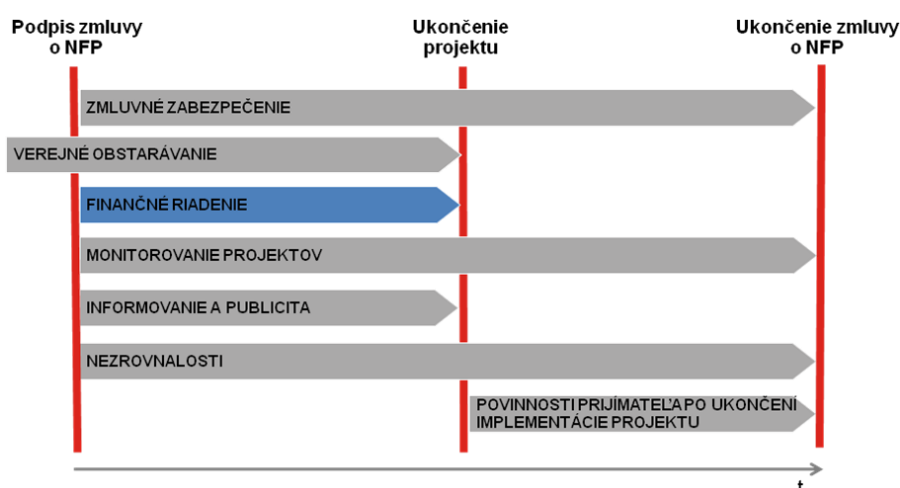 Podpis zmluvy
o NFP
Ukončenie
projektu
Ukončenie zmluvy
o NFP
ZMLUVNÉ ZABEZPEČENIE
VEREJNÉ OBSTARÁVANIE
FINANČNÉ RIADENIE
MONITOROVANIE PROJEKTOV
INFORMOVANIE A PUBLICITA
NEZROVNALOSTI
POVINNOSTI PRIJÍMATEĽA PO UKONČENÍ
IMPLEMENTÁCIE PROJEKTU
t